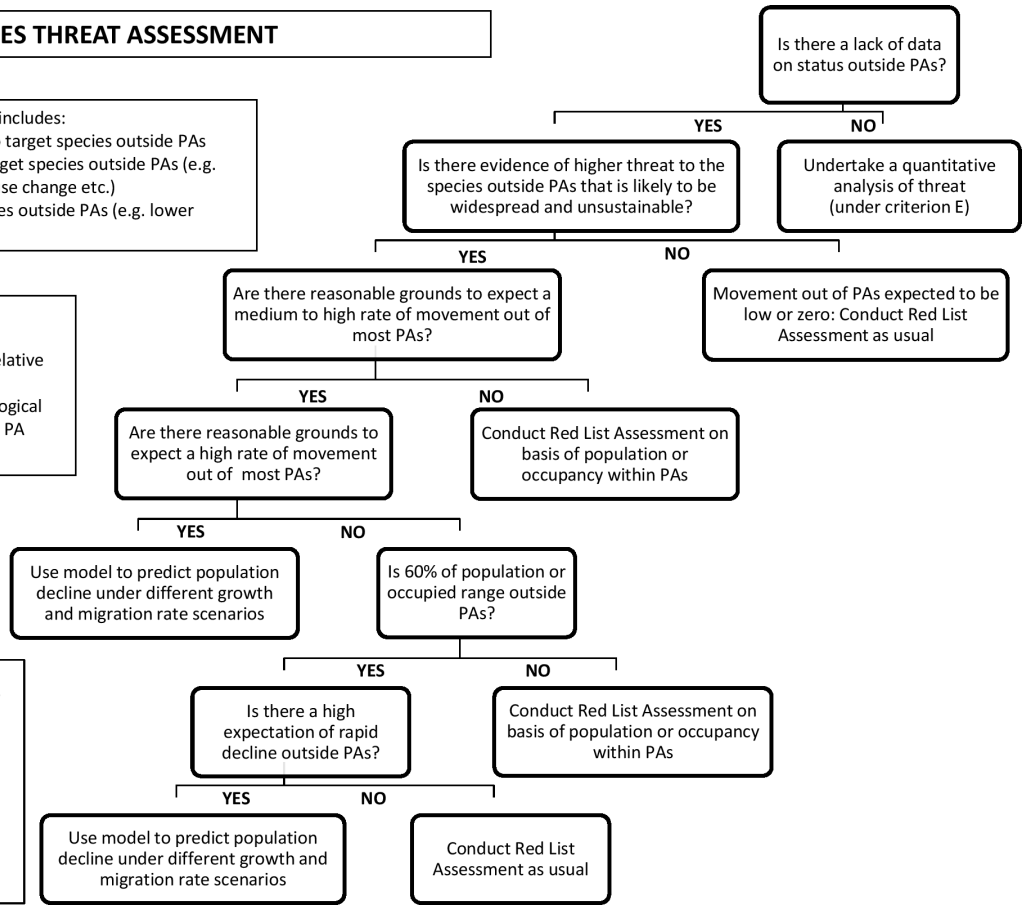 ES THREAT ASSESSMENT
Is there a lack of data
on status outside PAs?
includes:
target species outside PAs
get species outside PAs (e.g.
se change etc.)
es outside PAs (e.g. lower
YES
NO
Is there evidence of higher threat to the
species outside PAs that is likely to be
widespread and unsustainable?
Undertake a quantitative
analysis of threat
(under criterion E)
YES
NO
Are there reasonable grounds to expect a
medium to high rate of movement out of
most PAs?
Movement out of PAs expected to be
low or zero: Conduct Red List
Assessment as usual
elative
ogical
PA
YES
NO
Are there reasonable grounds to
expect a high rate of movement
out of most PAs?
Conduct Red List Assessment on
basis of population or
occupancy within PAs
YES
NO
Use model to predict population
decline under different growth
and migration rate scenarios
Is 60% of population or
occupied range outside
PAs?
YES
NO
Is there a high
expectation of rapid
decline outside PAs?
Conduct Red List Assessment on
basis of population or occupancy
within PAs
YES
NO
Use model to predict population
decline under different growth and
migration rate scenarios
Conduct Red List
Assessment as usual